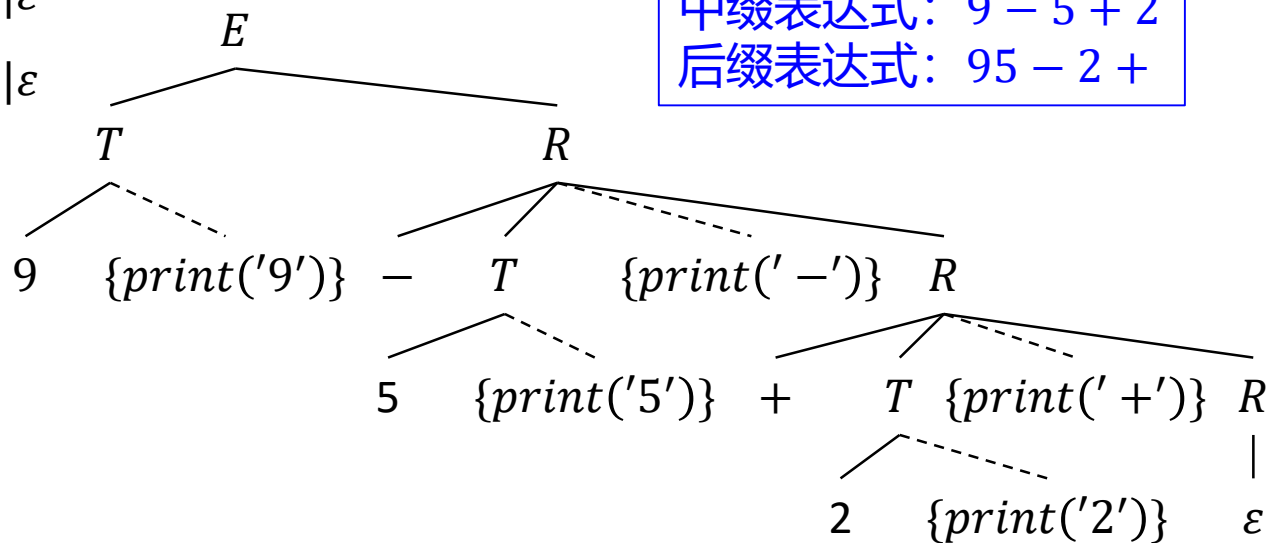 |ε
中缀表达式：9 − 5 + 2
E
|ε
后缀表达式：95 − 2 +
T R
9 {print('9')} − T {print(' −')} R
5 {print('5')} + T {print(' +')} R
2 {print('2')} ε